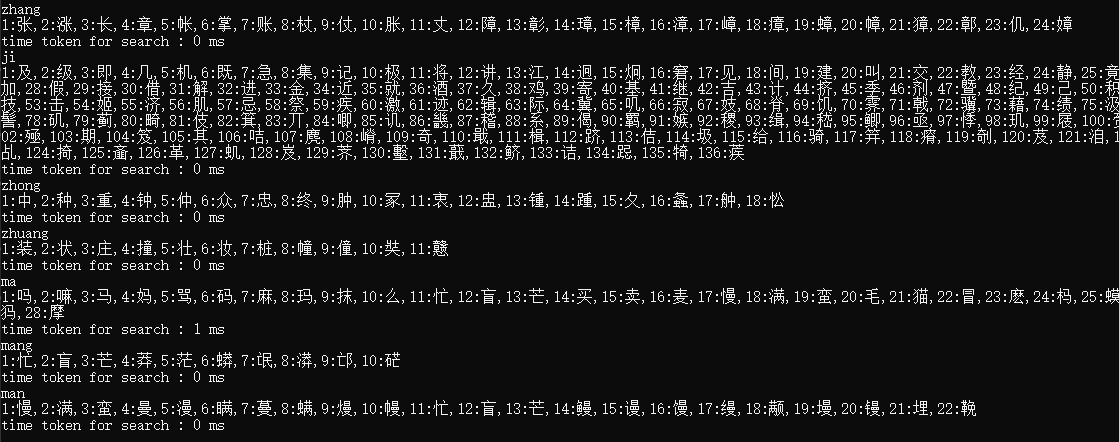 zhang
1:张,2:涨,3:长,4:章,5:帐,6:掌,7:账,8:杖,9:仗,10:胀,11:丈,12:障,13:彰,14:璋,15:樟,16:漳,17:嶂,18:瘴,19:蟑,20:幛,21:獐,22:鄣,23:仉,24:嫜
time token for search : 0 ms
ji
1:及,2:级,3:即,4:几,5:机,6:既,7:急,8:集,9:记,10:极,11:将,12:讲,13:江,14:迥,15:炯,16:窘,17:见,18:间,19:建,20:叫,21:交,22:教,23:经,24:静,25:竟
加,28:假,29:接,30:借,31:解,32:进,33:金,34:近,35:就,36:酒,37:久,38:鸡,39:寄,40:基,41:继,42:吉,43:计,44:挤,45:季,46:剂,47:暨,48:纪,49:己,50:积
技,53:击,54:姬,55:济,56:肌,57:忌,58:祭,59:疾,60:激,61:迹,62:辑,63:际,64:冀,65:叽,66:寂,67:妓,68:脊,69:饥,70:霁,71:戟,72:骥,73:藉,74:绩,75:汲
髻,78:矶,79:蓟,80:畸,81:伎,82:箕,83:丌,84:唧,85:讥,86:畿,87:稽,88:系,89:偈,90:羁,91:嫉,92:稷,93:缉,94:嵇,95:鲫,96:亟,97:悸,98:玑,99:屐,100:
02:殛,103:期,104:笈,105:其,106:咭,107:麂,108:嵴,109:奇,110:戢,111:楫,112:跻,113:佶,114:圾,115:给,116:骑,117:笄,118:瘠,119:剞,120:芨,121:洎
乩,124:掎,125:齑,126:革,127:虮,128:岌,129:荠,130:墼,131:蕺,132:鲚,133:诘,134:跽,135:犄,136:蒺
time token for search : 0 ms
zhong
1:中,2:种,3:重,4:钟,5:仲,6:众,7:忠,8:终,9:肿,10:冢,11:衷,12:盅,13:锺,14:踵,15:夂,16:螽,17:舯,18:忪
time token for search : 0 ms
zhuang
1:装,2:状,3:庄,4:撞,5:壮,6:妆,7:桩,8:幢,9:僮,10:奘,11:戆
time token for search : 0 ms
ma
1:吗,2:嘛,3:马,4:妈,5:骂,6:码,7:麻,8:玛,9:抹,10:么,11:忙,12:盲,13:芒,14:买,15:卖,16:麦,17:慢,18:满,19:蛮,20:毛,21:猫,22:冒,23:麽,24:杩,25:蟆
犸,28:摩
time token for search : 1 ms
mang
1:忙,2:盲,3:芒,4:莽,5:茫,6:蟒,7:氓,8:漭,9:邙,10:硭
time token for search : 0 ms
man
1:慢,2:满,3:蛮,4:曼,5:漫,6:瞒,7:蔓,8:螨,9:熳,10:幔,11:忙,12:盲,13:芒,14:鳗,15:谩,16:馒,17:缦,18:颟,19:墁,20:镘,21:埋,22:鞔
time token for search : 0 ms